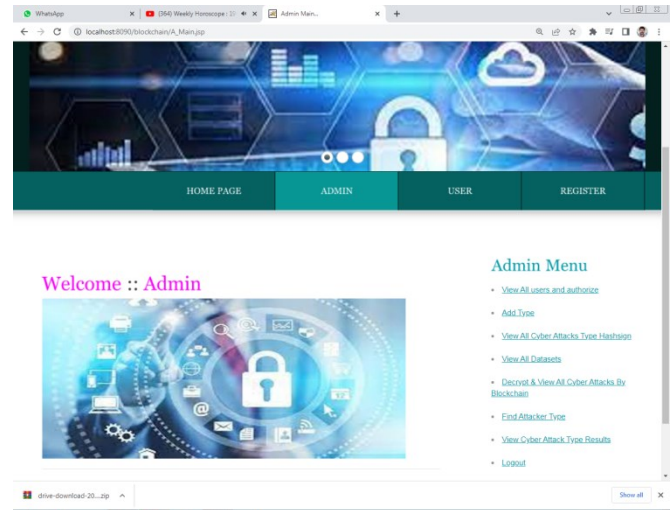 WhatsApp
(364) Weekly Horoscope :
Admin Main...
localhost:8090/blockchain/A_Main.jsp
HOME PAGE
ADMIN
USER
REGISTER
Welcome :: Admin
Admin Menu
View All users and authorize
Add Type
View All Cyber Attacks Type Hashsign
View All Datasets
Decrypt & View All Cyber Attacks By
Blockchain
Find Attacker Type
View Cyber Attack Type Results
Logout
drive-download-20....zip
Show all